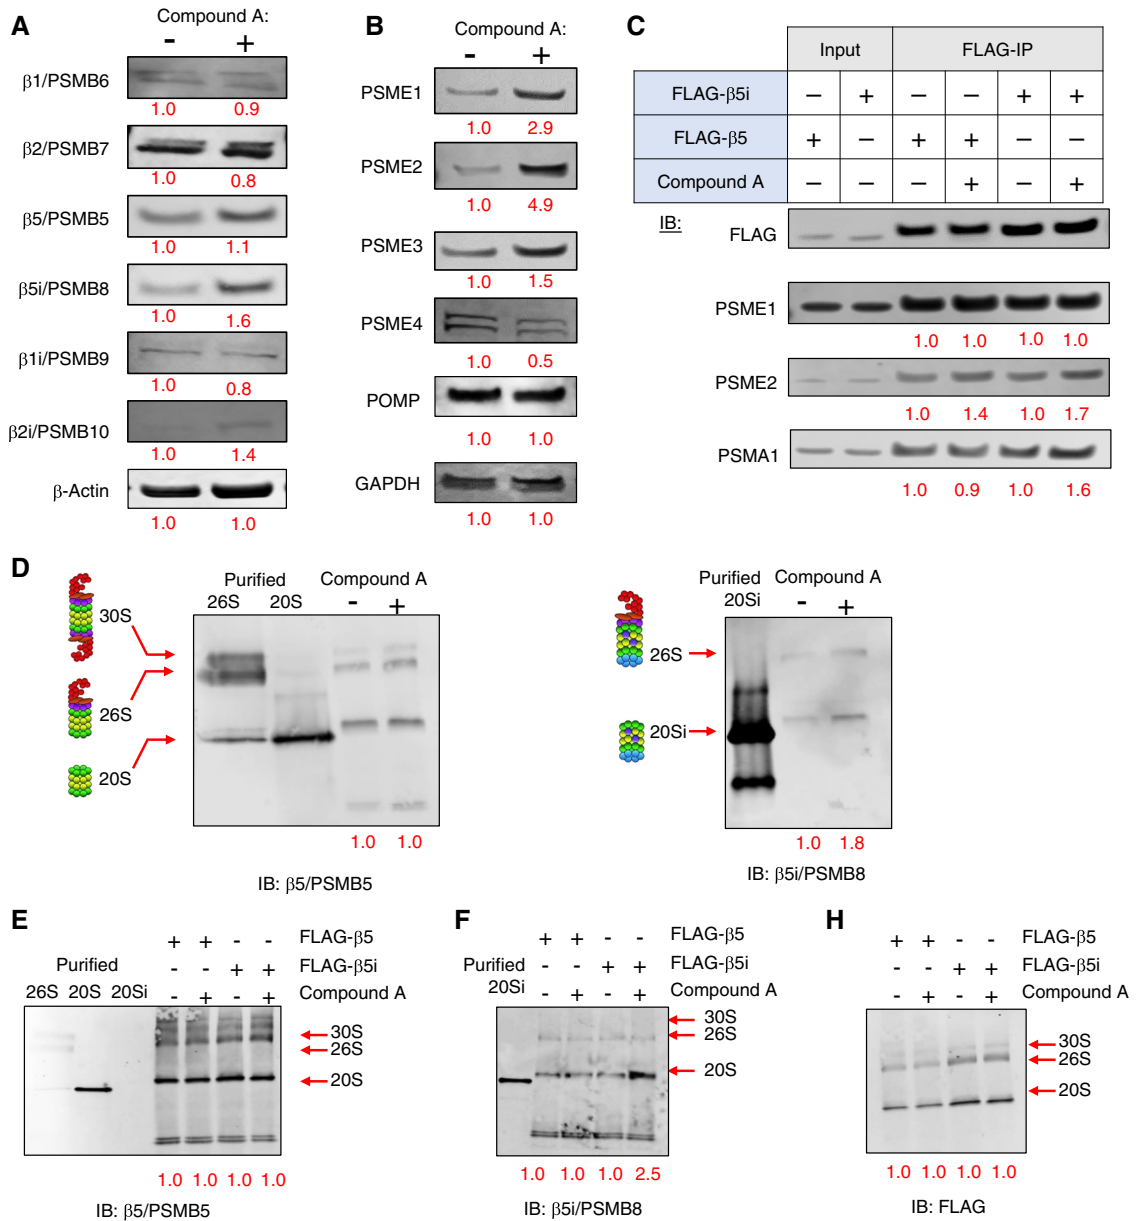 A
Compound A:
- +
β1/PSMB6
1.0 0.9
β2/PSMB7
1.0 0.8
β5/PSMB5
1.0 1.1
β5i/PSMB8
1.0 1.6
β1i/PSMB9
1.0 0.8
β2i/PSMB10
1.0 1.4
β-Actin
1.0 1.0
B
Compound A:
- +
PSME1
1.0 2.9
PSME2
1.0 4.9
PSME3
1.0 1.5
PSME4
1.0 0.5
POMP
1.0 1.0
GAPDH
1.0 1.0
C
Input FLAG-IP
FLAG-β5i − + − − + +
FLAG-β5 + − + + − −
Compound A − − − + − +
IB:
FLAG
PSME1
1.0 1.0 1.0 1.0
PSME2
1.0 1.4 1.0 1.7
PSMA1
1.0 0.9 1.0 1.6
D
Purified Compound A
26S 20S - +
30S
26S
20S
1.0 1.0
IB: β5/PSMB5
Purified Compound A
20Si - +
26S
20Si
1.0 1.8
IB: β5i/PSMB8
E
+ + - - FLAG-β5
Purified - - + + FLAG-β5i
26S 20S 20Si - + - + Compound A
30S
26S
20S
1.0 1.0 1.0 1.0
IB: β5/PSMB5
F
+ + - - FLAG-β5
Purified - - + + FLAG-β5i
20Si - + - + Compound A
30S
26S
20S
1.0 1.0 1.0 2.5
IB: β5i/PSMB8
H
+ + - - FLAG-β5
- - + + FLAG-β5i
- + - + Compound A
30S
26S
20S
1.0 1.0 1.0 1.0
IB: FLAG